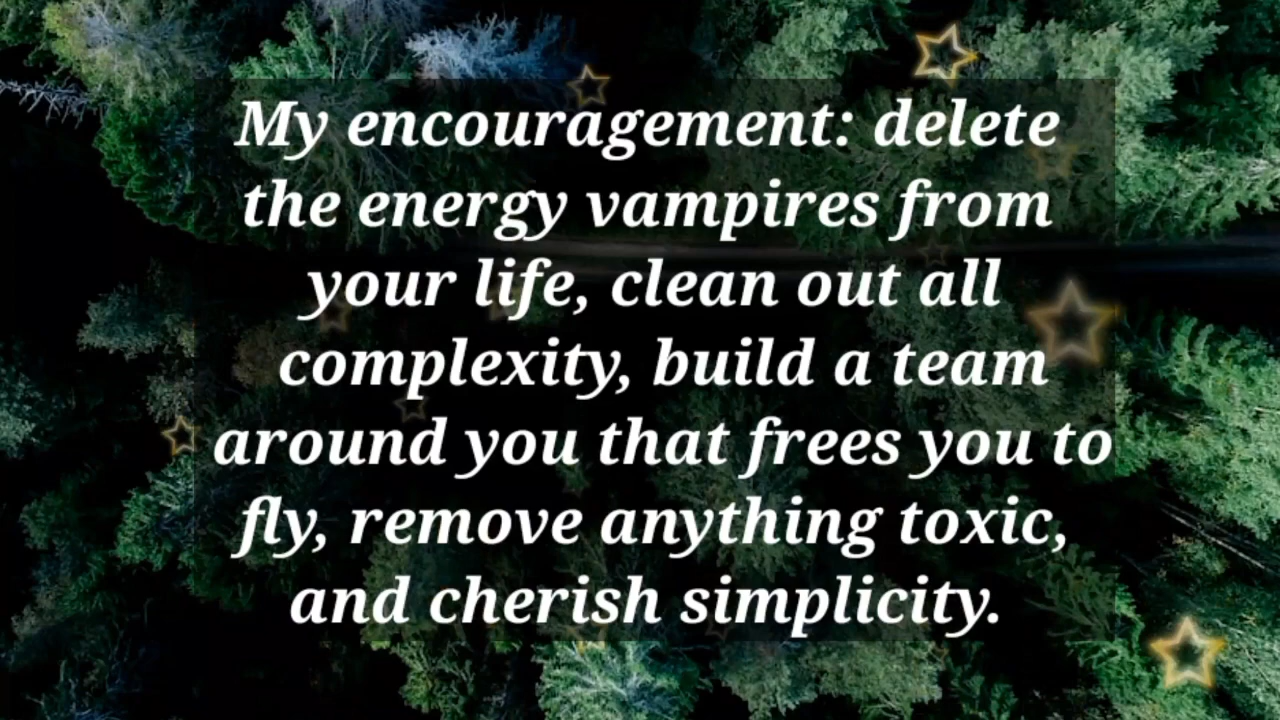 My encouragement: delete
the energy vampires from
your life, clean out all
complexity, build a team
around you that frees you to
fly, remove anything toxic,
and cherish simplicity.